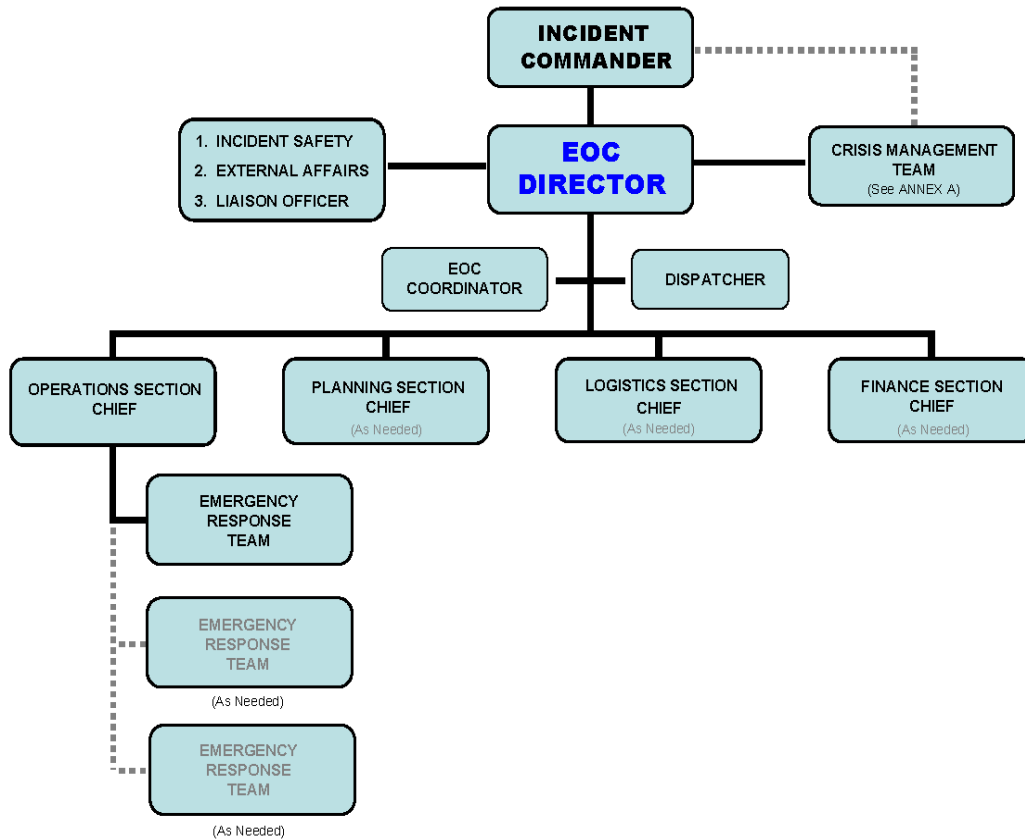 INCIDENT
COMMANDER
1. INCIDENT SAFETY
2. EXTERNAL AFFAIRS
3. LIAISON OFFICER
EOC
DIRECTOR
CRISIS MANAGEMENT
TEAM
(See ANNEX A)
EOC
COORDINATOR
DISPATCHER
OPERATIONS SECTION
CHIEF
PLANNING SECTION
CHIEF
(As Needed)
LOGISTICS SECTION
CHIEF
(As Needed)
FINANCE SECTION
CHIEF
(As Needed)
EMERGENCY
RESPONSE
TEAM
EMERGENCY
RESPONSE
TEAM
(As Needed)
EMERGENCY
RESPONSE
TEAM
(As Needed)